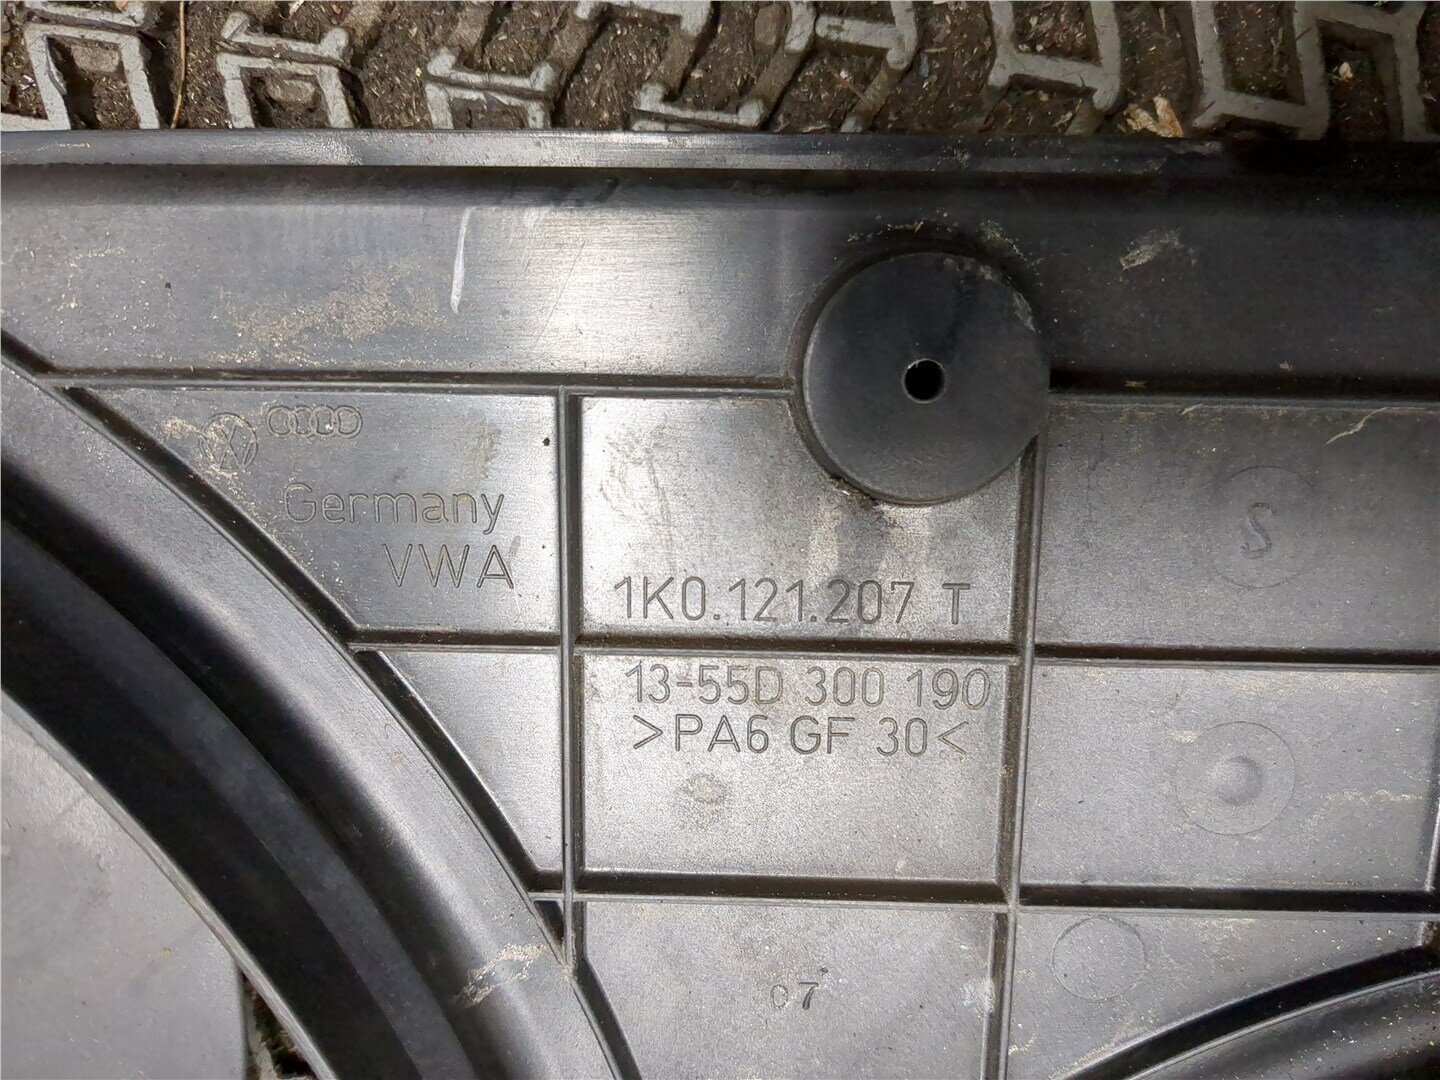 Germany
VWA
1K0.121.207 T
13-55D 300 190
>PA6 GF 30<
S
07